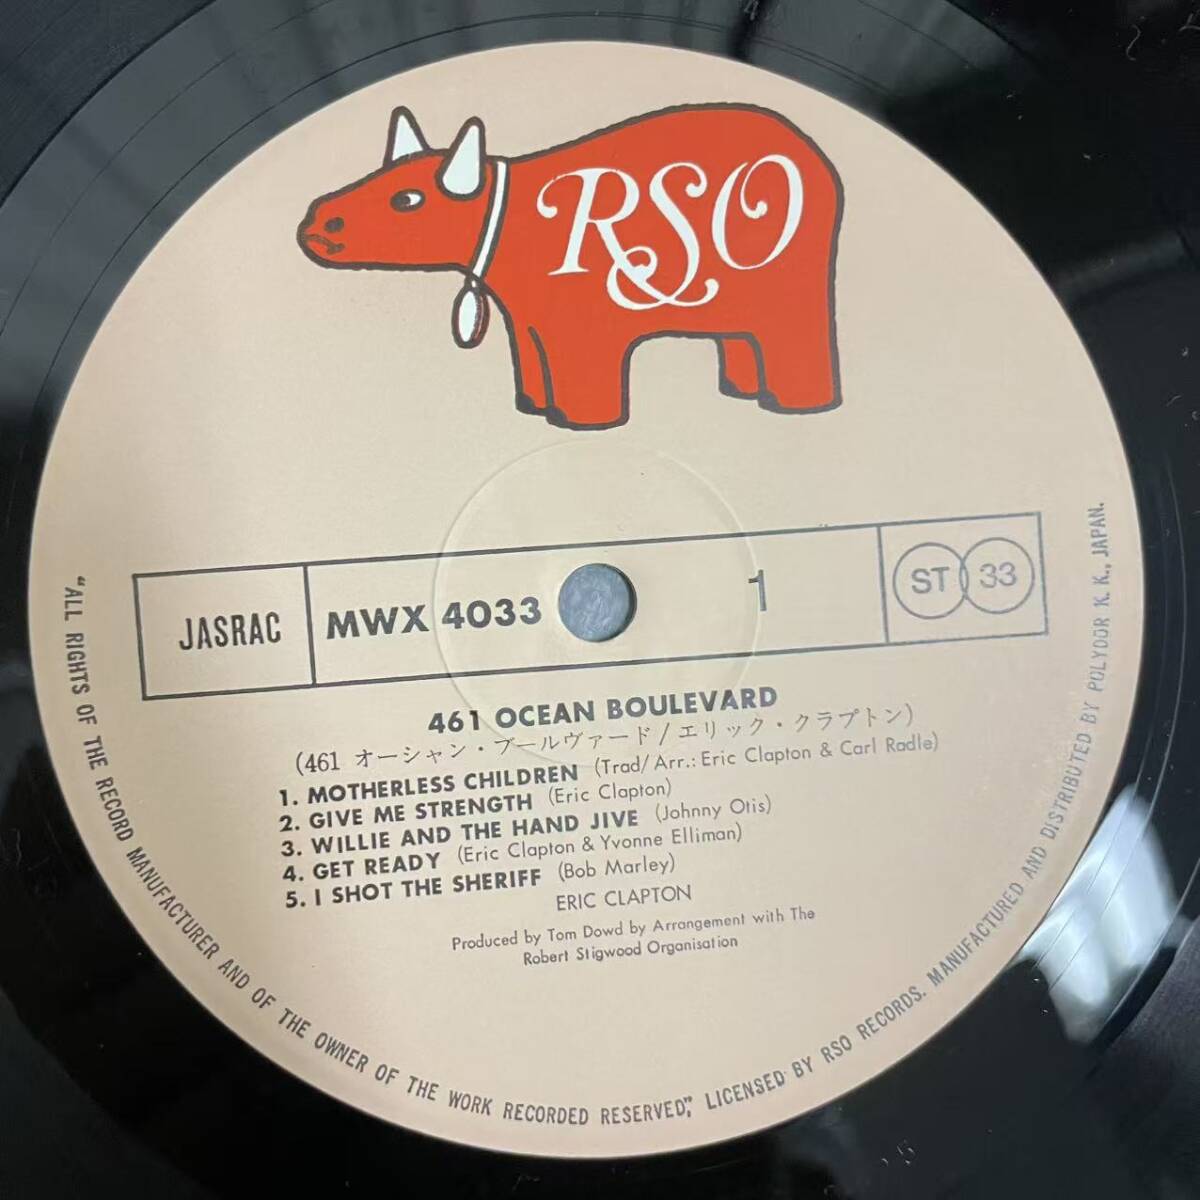 RSO
JASRAC
MWX 4033
1
ST 33
461 OCEAN BOULEVARD
(461 オーシャン・ブールヴァード/エリック・クラプトン)
1. MOTHERLESS CHILDREN (Trad/Arr.: Eric Clapton & Carl Radle)
2. GIVE ME STRENGTH (Eric Clapton)
3. WILLIE AND THE HAND JIVE (Johnny Otis)
4. GET READY (Eric Clapton & Yvonne Elliman)
5. I SHOT THE SHERIFF (Bob Marley)
ERIC CLAPTON
Produced by Tom Dowd by Arrangement with The
Robert Stigwood Organisation
"ALL RIGHTS OF THE RECORD MANUFACTURER AND OF THE OWNER OF THE WORK RECORDED RESERVED", LICENSED BY RSO RECORDS. MANUFACTURED AND DISTRIBUTED BY POLYDOR K. K., JAPAN.